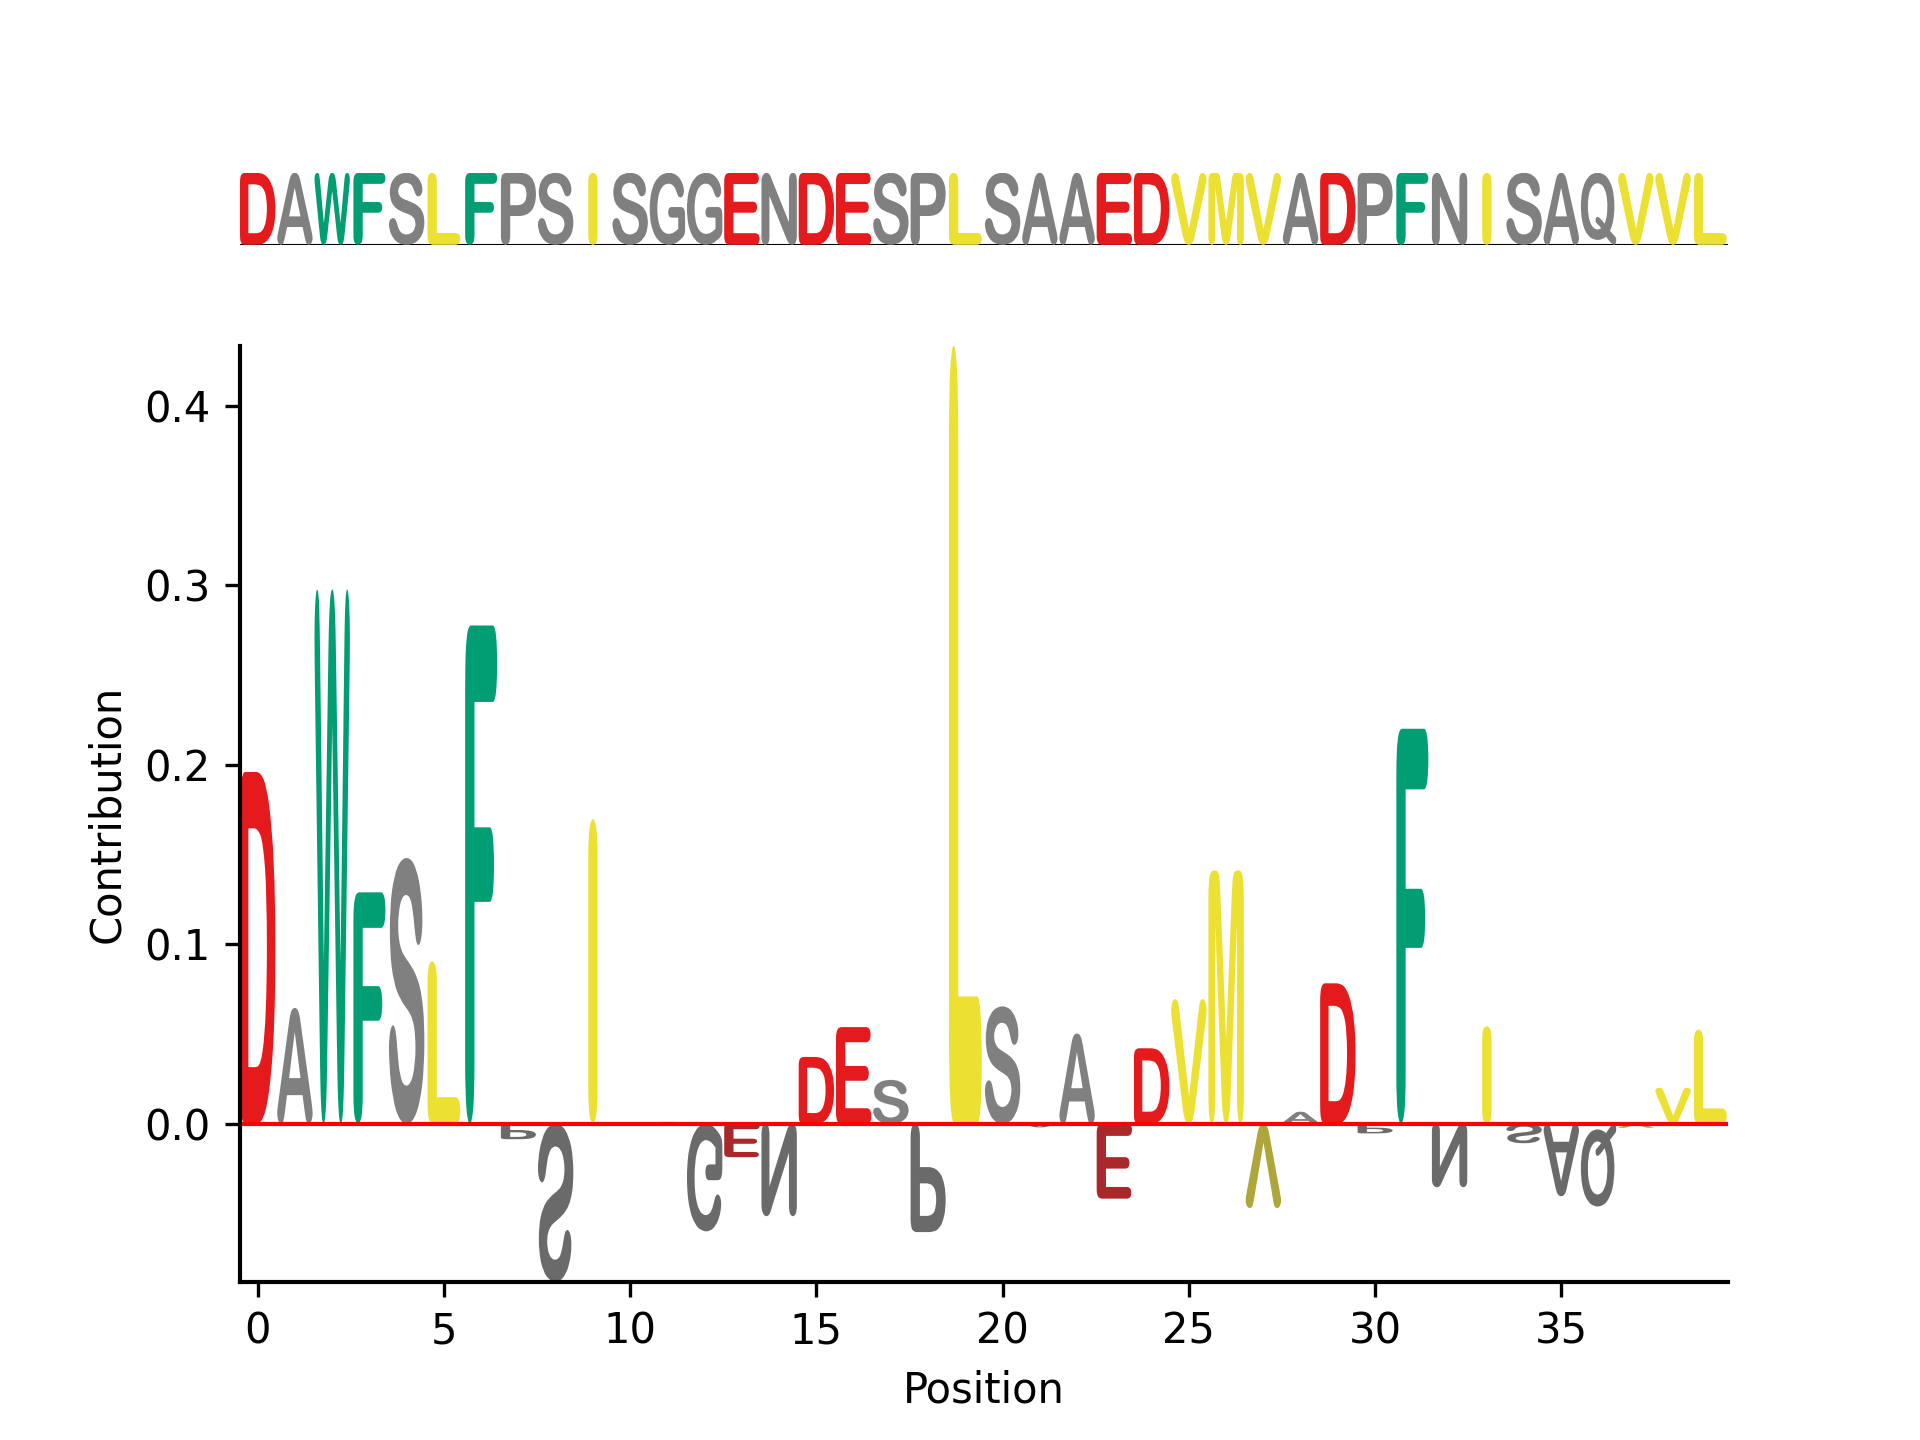 DAWFSLFPSISGGENDESPLSAAEDVMVADPFNISAQVVL
0.4
0.3
0.2
0.1
0.0
Contribution
DAWFSLFPSIGENDESPLSAEDVMVADPFNISAQVL
0 5 10 15 20 25 30 35
Position